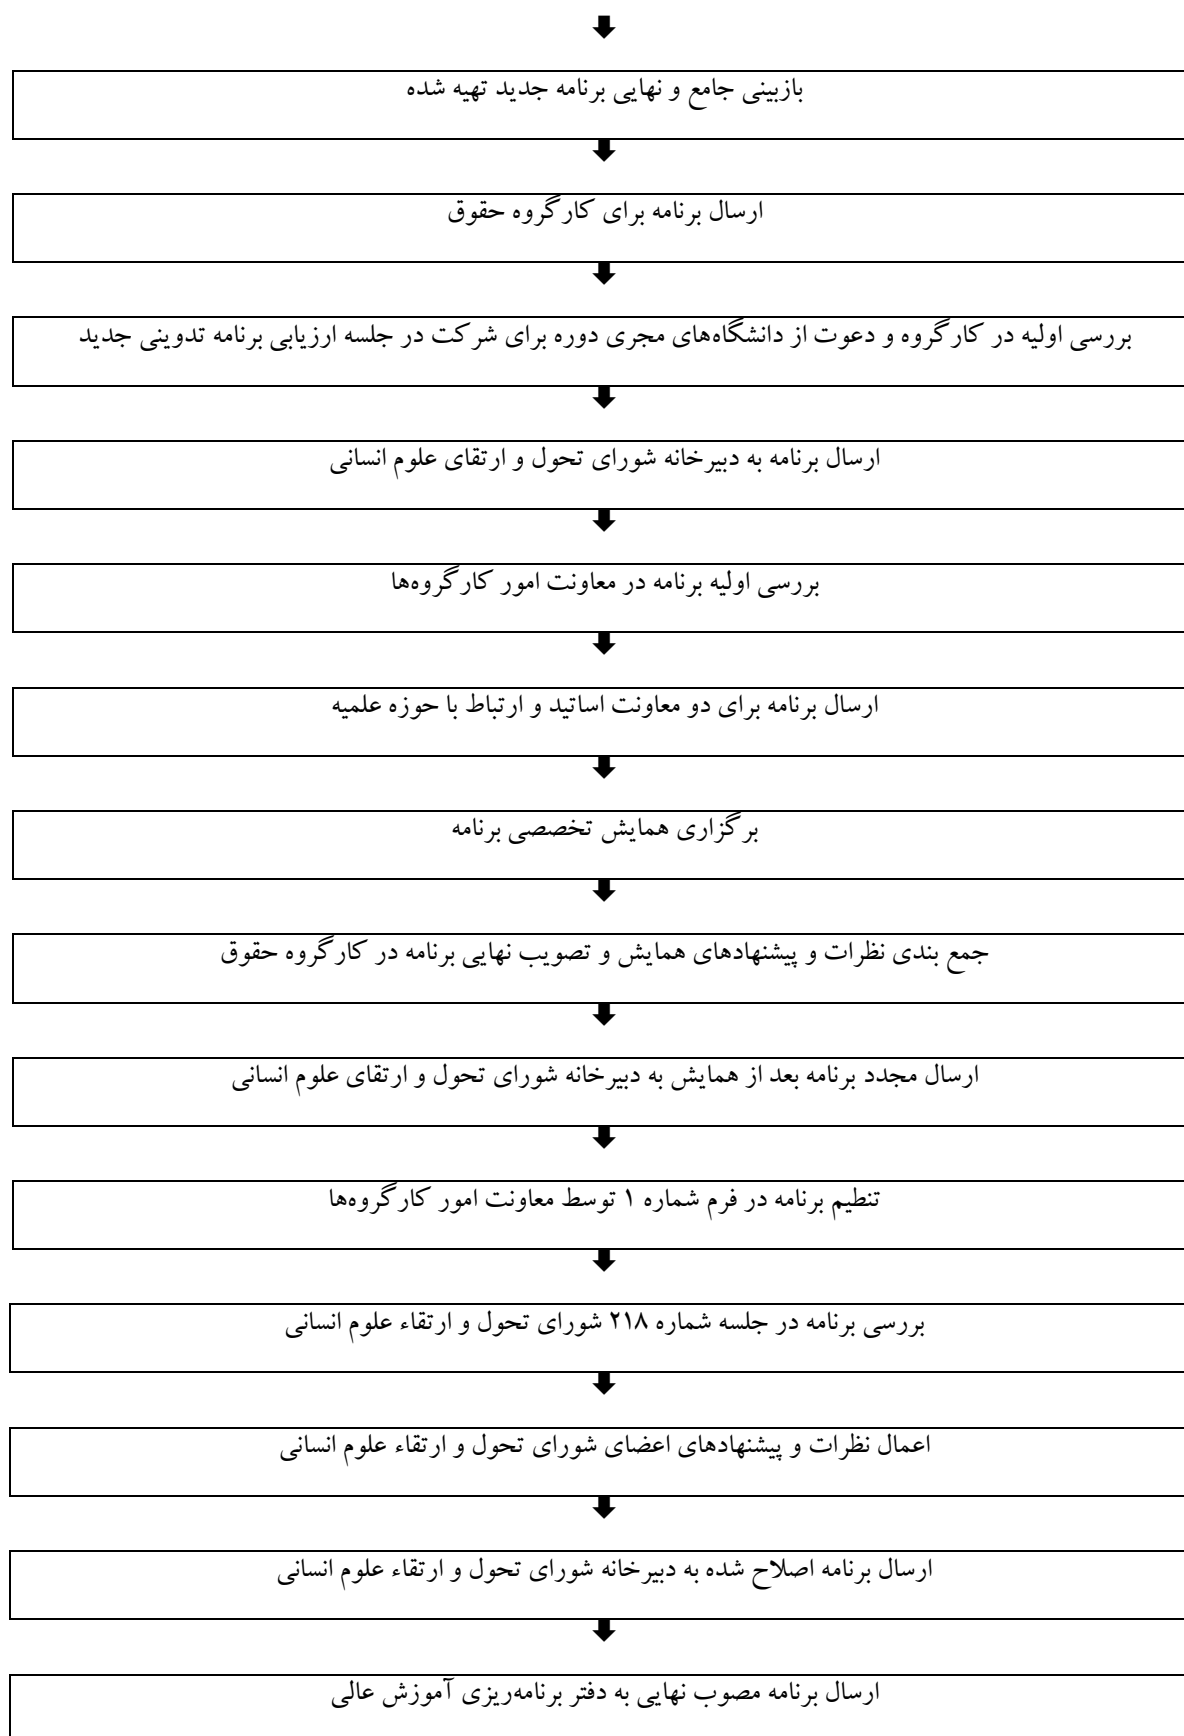 بازبینی جامع و نهایی برنامه جدید تهیه شده
ارسال برنامه برای کارگروه حقوق
بررسی اولیه در کارگروه و دعوت از دانشگاه‌های مجری دوره برای شرکت در جلسه ارزیابی برنامه تدوینی جدید
ارسال برنامه به دبیرخانه شورای تحول و ارتقای علوم انسانی
بررسی اولیه برنامه در معاونت امور کارگروه‌ها
ارسال برنامه برای دو معاونت اساتید و ارتباط با حوزه علمیه
برگزاری همایش تخصصی برنامه
جمع بندی نظرات و پیشنهادهای همایش و تصویب نهایی برنامه در کارگروه حقوق
ارسال مجدد برنامه بعد از همایش به دبیرخانه شورای تحول و ارتقای علوم انسانی
تنطیم برنامه در فرم شماره ۱ توسط معاونت امور کارگروه‌ها
بررسی برنامه در جلسه شماره ۲۱۸ شورای تحول و ارتقاء علوم انسانی
اعمال نظرات و پیشنهادهای اعضای شورای تحول و ارتقاء علوم انسانی
ارسال برنامه اصلاح شده به دبیرخانه شورای تحول و ارتقاء علوم انسانی
ارسال برنامه مصوب نهایی به دفتر برنامه‌ریزی آموزش عالی